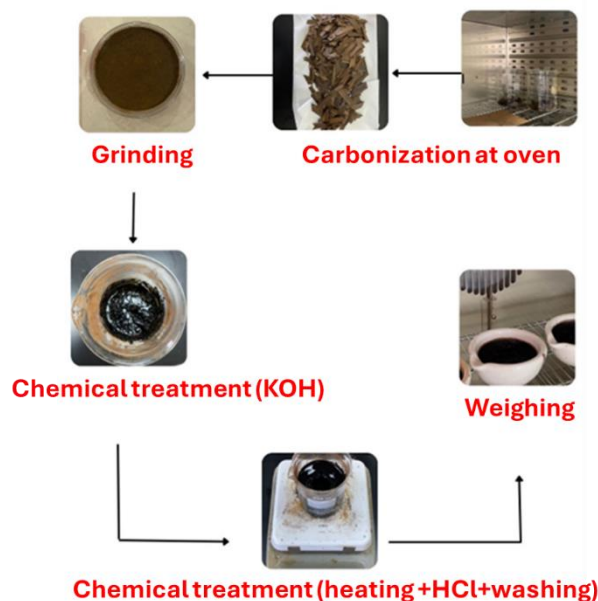 Grinding
Carbonization at oven
Chemical treatment (KOH)
Weighing
Chemical treatment (heating +HCl+washing)